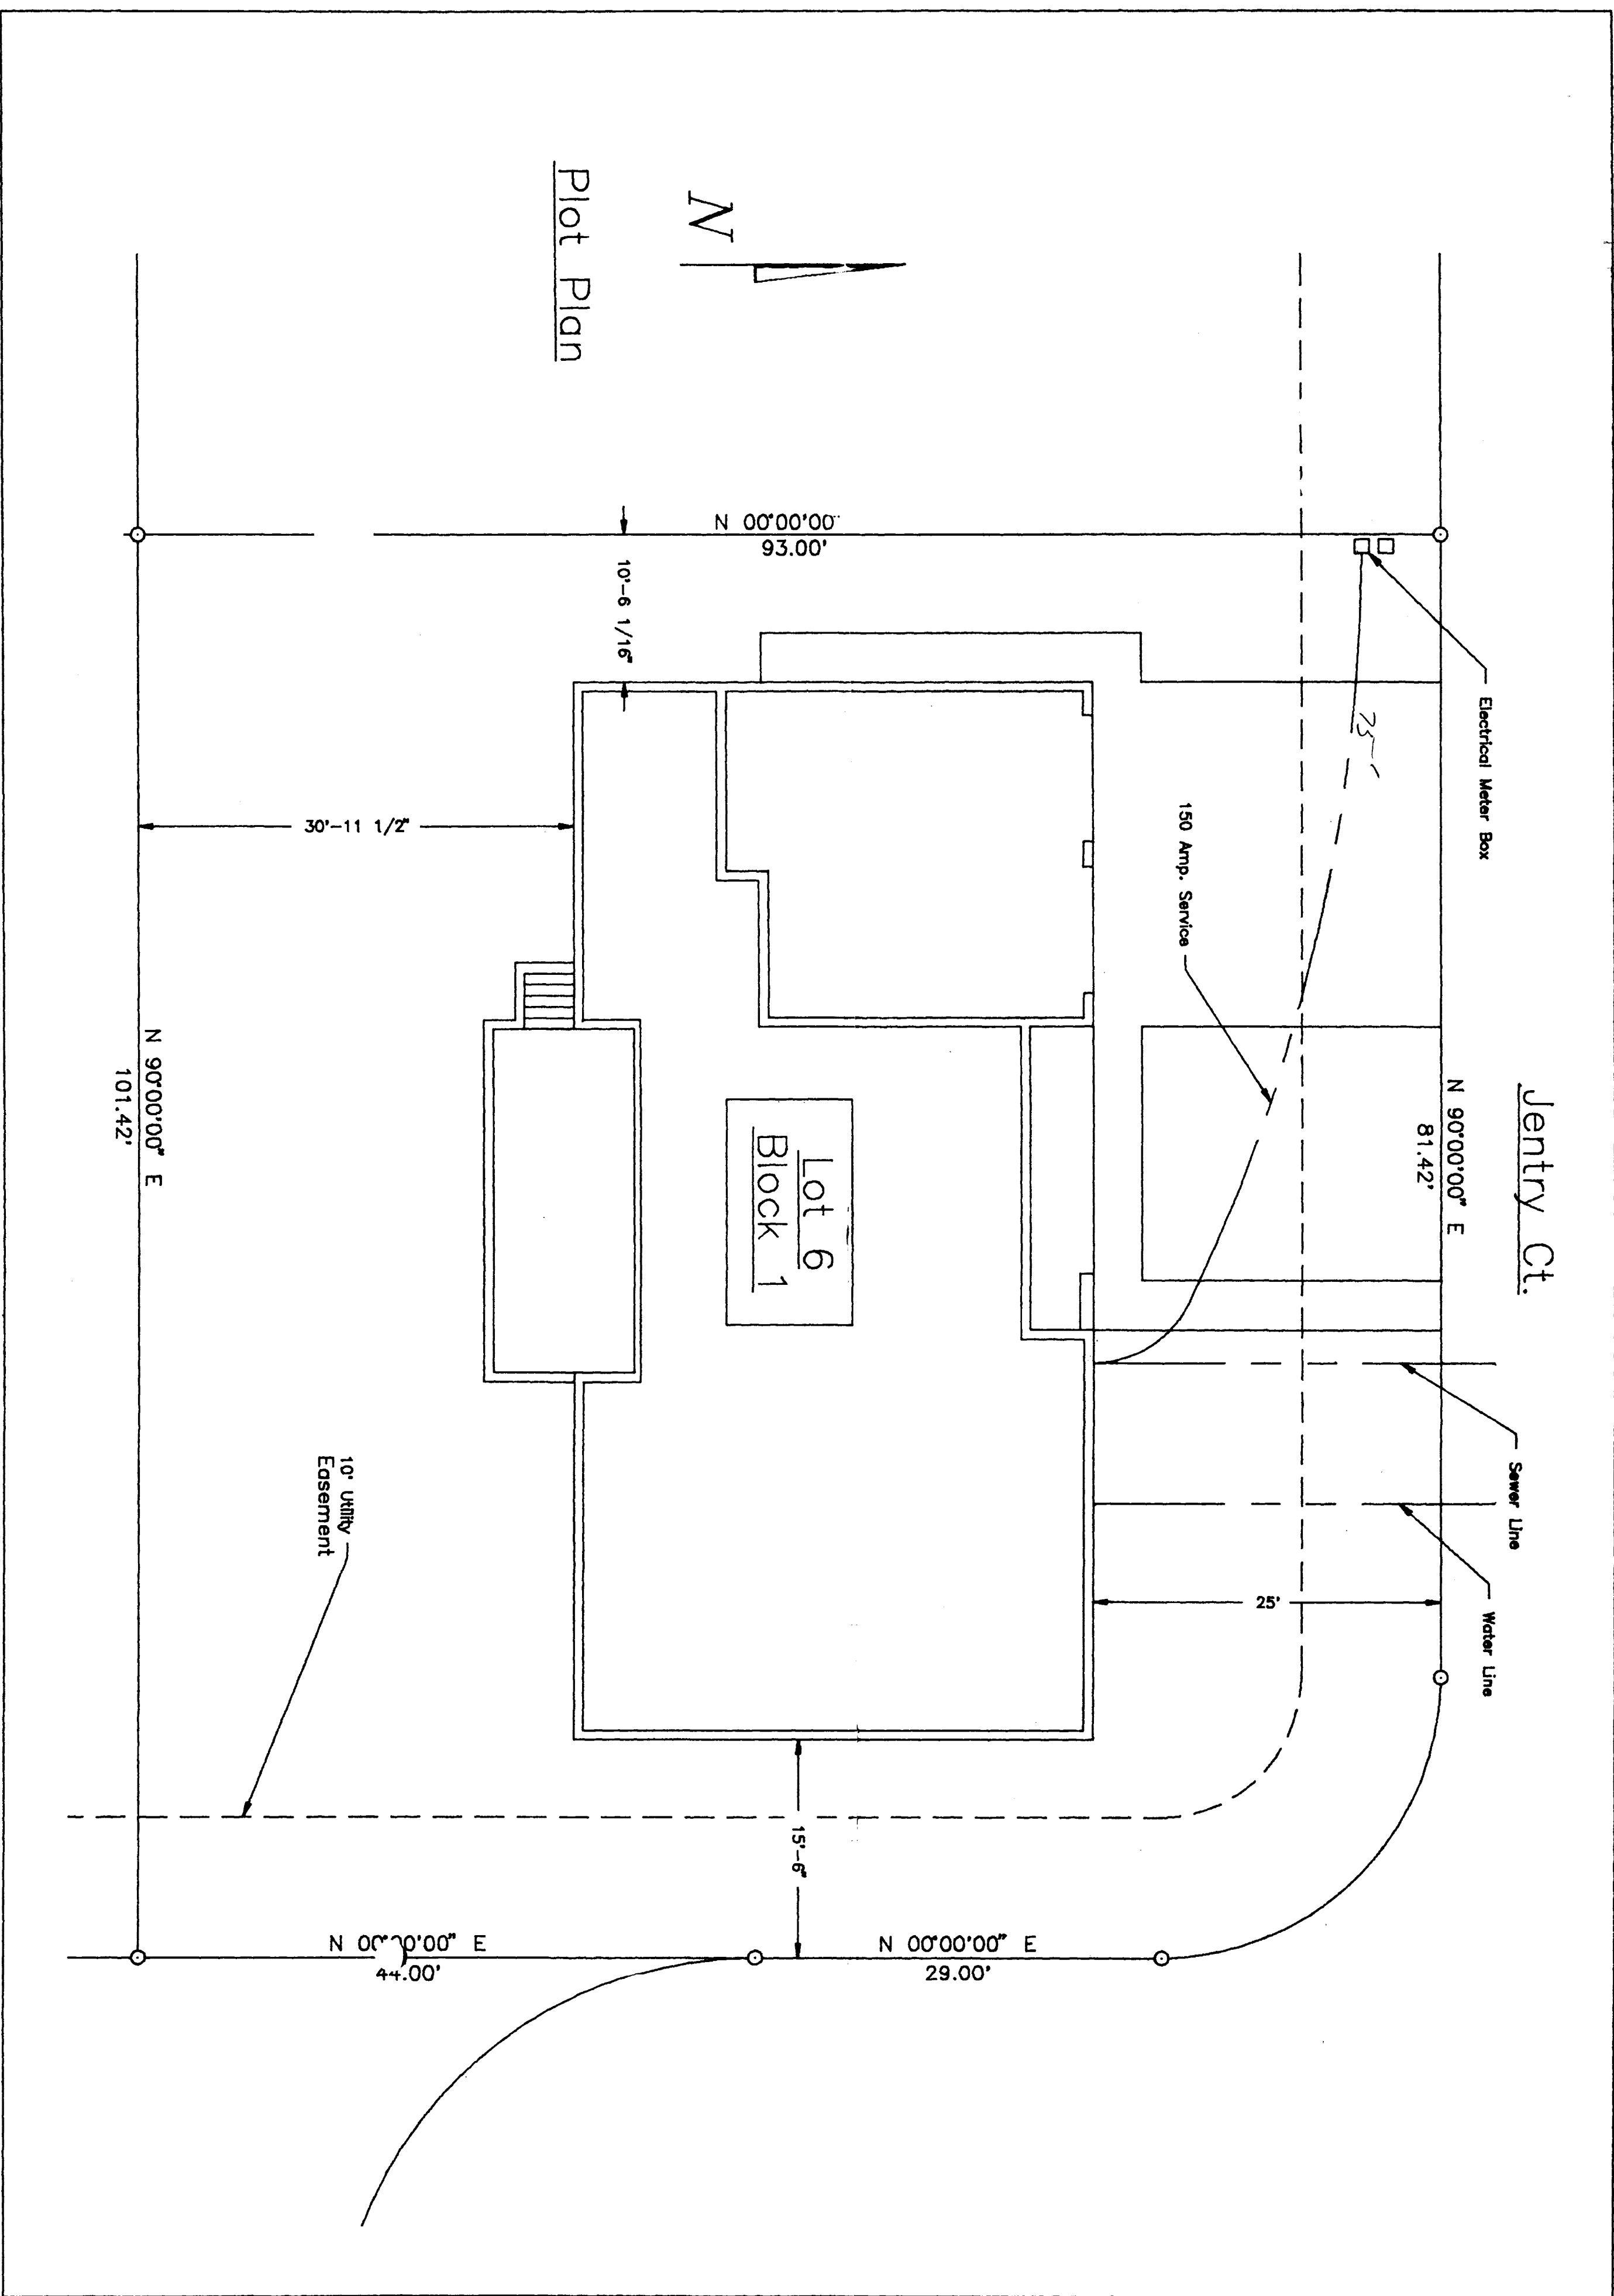 Jentry Ct.
N 90°00'00" E
81.42'
Electrical Meter Box
Sewer Line
Water Line
150 Amp. Service
25'
N 00°00'00"
93.00'
N
Plot Plan
10'-6 1/16"
Lot 6
Block 1
15'-6"
N 00°00'00" E
29.00'
30'-11 1/2"
10' Utility
Easement
44.00'
N 90°00'00" E
101.42'